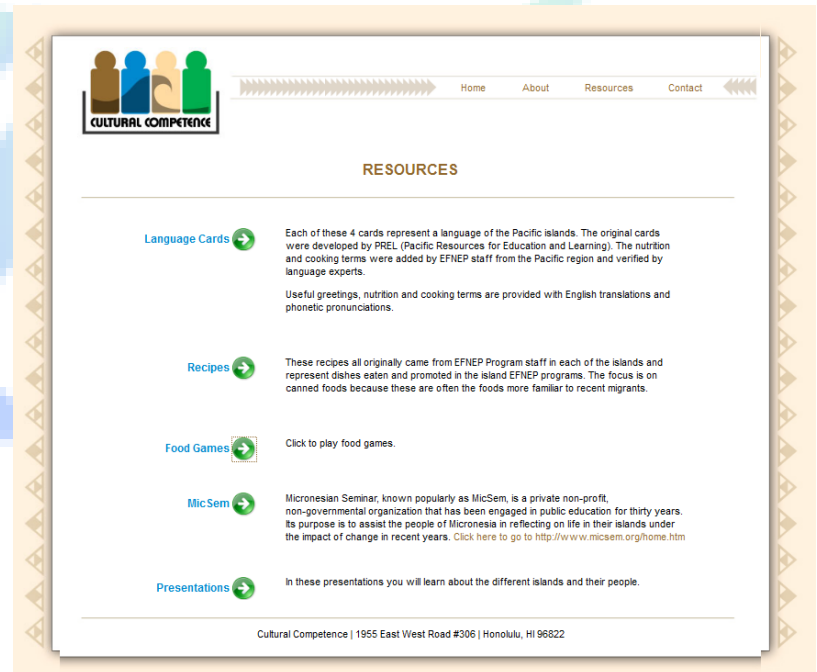 CULTURAL COMPETENCE
Home About Resources Contact
RESOURCES
Language Cards
Each of these 4 cards represent a language of the Pacific islands. The original cards
were developed by PREL (Pacific Resources for Education and Learning). The nutrition
and cooking terms were added by EFNEP staff from the Pacific region and verified by
language experts.
Useful greetings, nutrition and cooking terms are provided with English translations and
phonetic pronunciations.
Recipes
These recipes all originally came from EFNEP Program staff in each of the islands and
represent dishes eaten and promoted in the island EFNEP programs. The focus is on
canned foods because these are often the foods more familiar to recent migrants.
Food Games
Click to play food games.
MicSem
Micronesian Seminar, known popularly as MicSem, is a private non-profit,
non-governmental organization that has been engaged in public education for thirty years.
Its purpose is to assist the people of Micronesia in reflecting on life in their islands under
the impact of change in recent years. Click here to go to http://www.micsem.org/home.htm
Presentations
In these presentations you will learn about the different islands and their people.
Cultural Competence | 1955 East West Road #306 | Honolulu, HI 96822